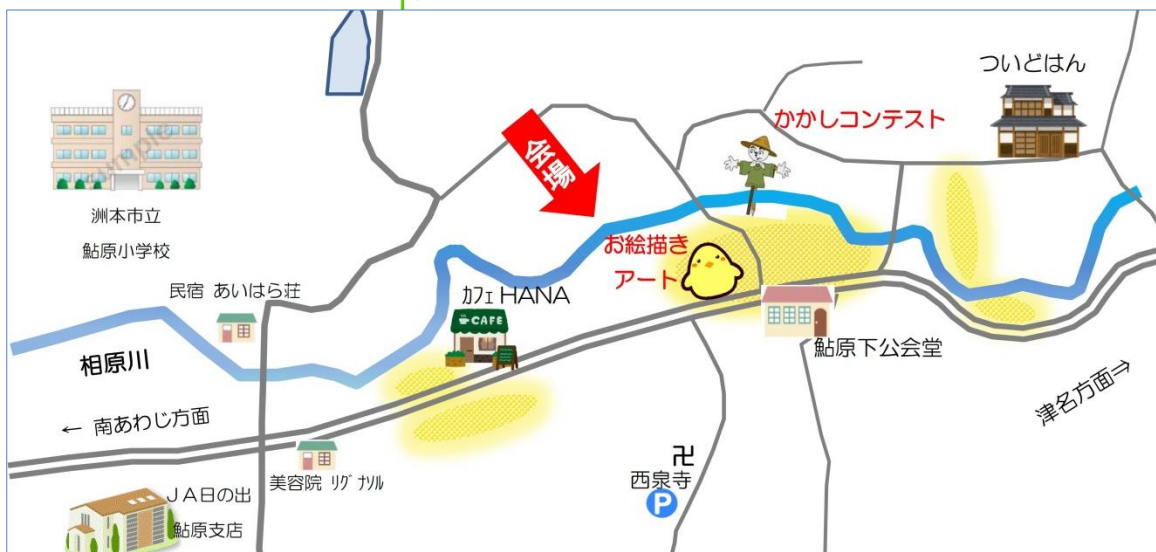 ついどはん
かかしコンテスト
会場
sample
洲本市立
鮎原小学校
お絵描き
アート
民宿 あいはら荘
カフェ HANA
CAFE
相原川
鮎原下公会堂
← 南あわじ方面
津名方面⇒
卍
西泉寺
P
美容院 リグナソル
JA日の出
鮎原支店